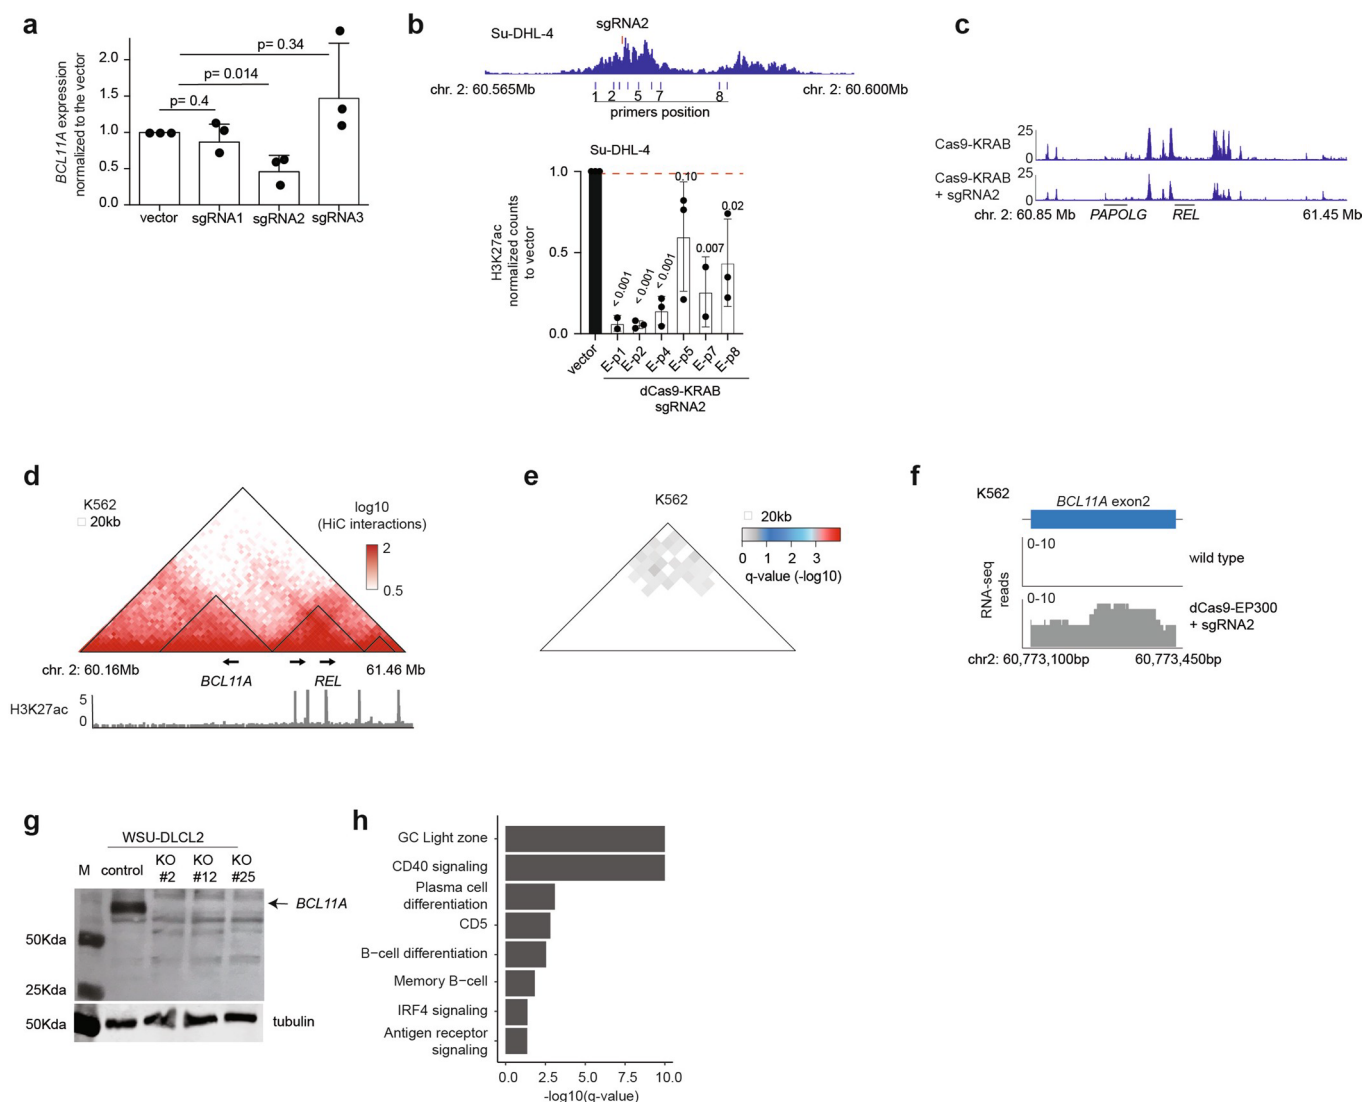 a
BCL11A expression
normalized to the vector
2.0
1.5
1.0
0.5
0.0
p= 0.34
p= 0.014
p= 0.4
vector
sgRNA1
sgRNA2
sgRNA3
b
sgRNA2
Su-DHL-4
chr. 2: 60.565Mb
60.600Mb
1 2 5 7 8
primers position
Su-DHL-4
H3K27ac
normalized counts
to vector
1.0
0.5
0.0
< 0.001
< 0.001
< 0.001
0.10
0.007
0.02
vector
E-p1
E-p2
E-p4
E-p5
E-p7
E-p8
dCas9-KRAB
sgRNA2
c
Cas9-KRAB
25
0
Cas9-KRAB
+ sgRNA2
25
0
chr. 2: 60.85 Mb
PAPOLG
REL
61.45 Mb
d
K562
20kb
log10
(HiC interactions)
2
0.5
chr. 2: 60.16Mb
61.46 Mb
BCL11A
REL
H3K27ac
5
0
e
K562
20kb
0 1 2 3
q-value (-log10)
f
K562
BCL11A exon2
RNA-seq
reads
0-10
wild type
0-10
dCas9-EP300
+ sgRNA2
chr2: 60,773,100bp
60,773,450bp
g
WSU-DLCL2
M
control
KO
#2
KO
#12
KO
#25
BCL11A
50Kda
25Kda
50Kda
tubulin
h
GC Light zone
CD40 signaling
Plasma cell
differentiation
CD5
B−cell differentiation
Memory B−cell
IRF4 signaling
Antigen receptor
signaling
0.0 2.5 5.0 7.5 10.0
-log10(q−value)